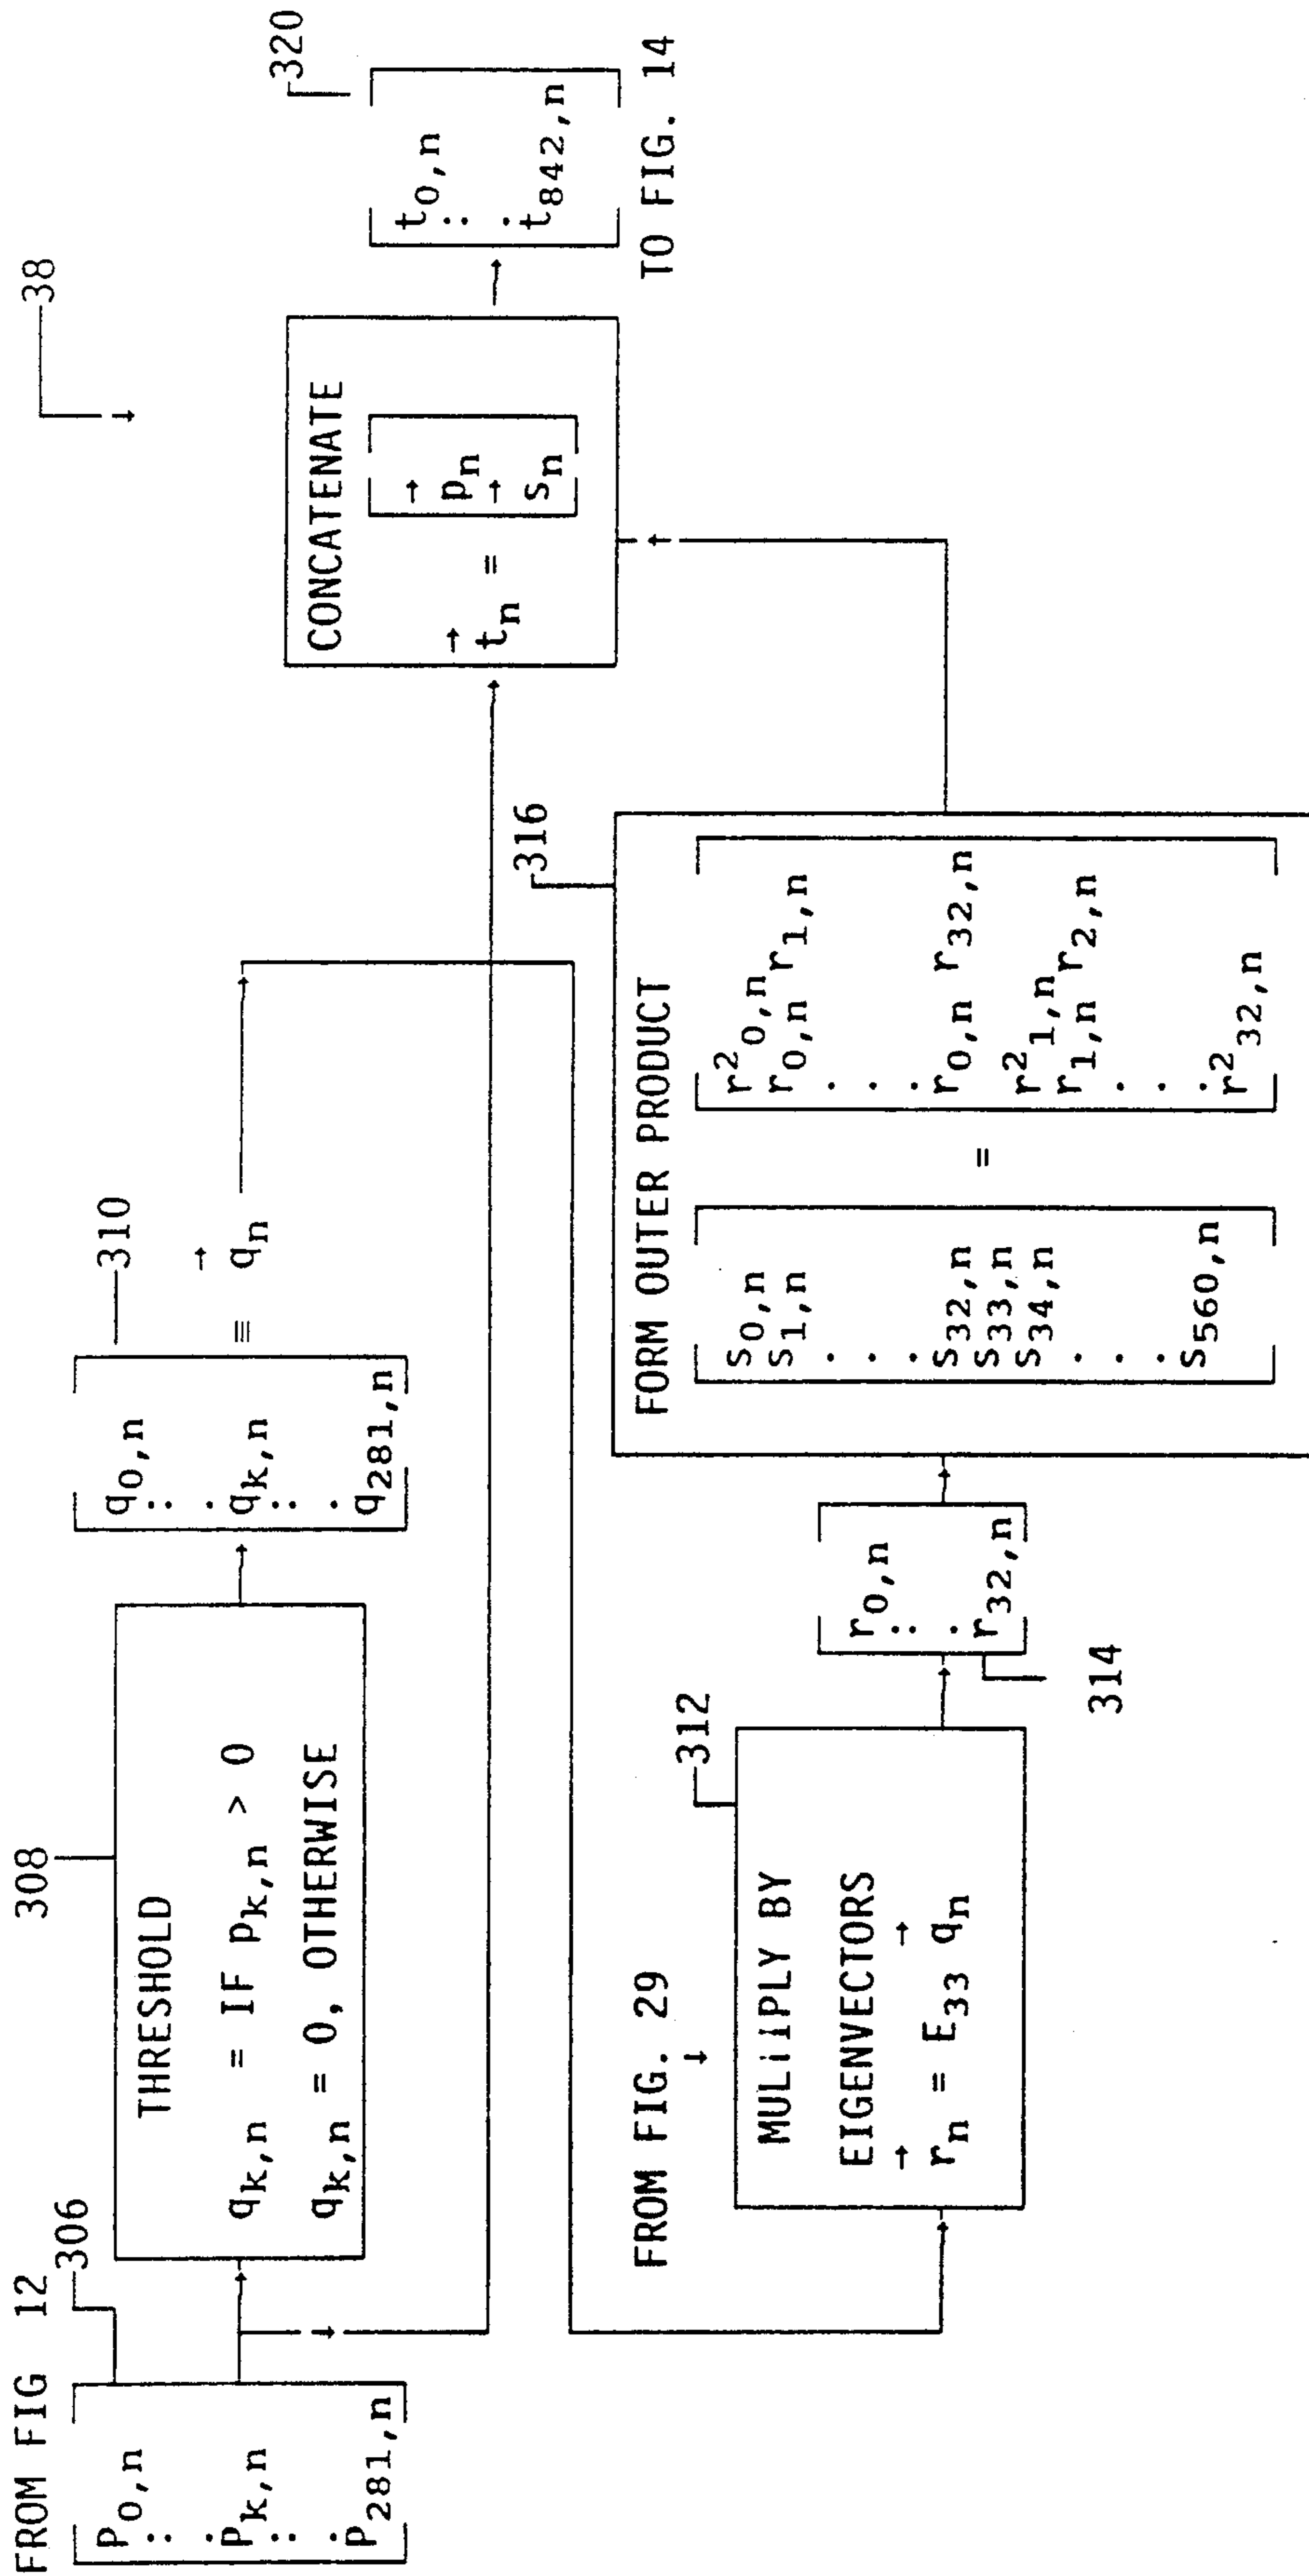 38
FROM FIG 12
306
P0,n
:
.
Pk,n
:
.
P281,n
308
THRESHOLD
qk,n = IF pk,n > 0
qk,n = 0, OTHERWISE
310
q0,n
:
.
qk,n
:
.
q281,n
≡ →qn
CONCATENATE
→tn = [ →pn
→sn ]
320
t0,n
:
.
t842,n
TO FIG. 14
FROM FIG. 29
312
EIGENVECTORS
MULTIPLY BY
→rn = E33 →qn
r0,n
:
.
r32,n
314
316
FORM OUTER PRODUCT
s0,n = r²0,n
s1,n = r0,n r1,n
. . .
s32,n = r0,n r32,n
s33,n = r²1,n
s34,n = r1,n r2,n
. . .
s560,n = r²32,n